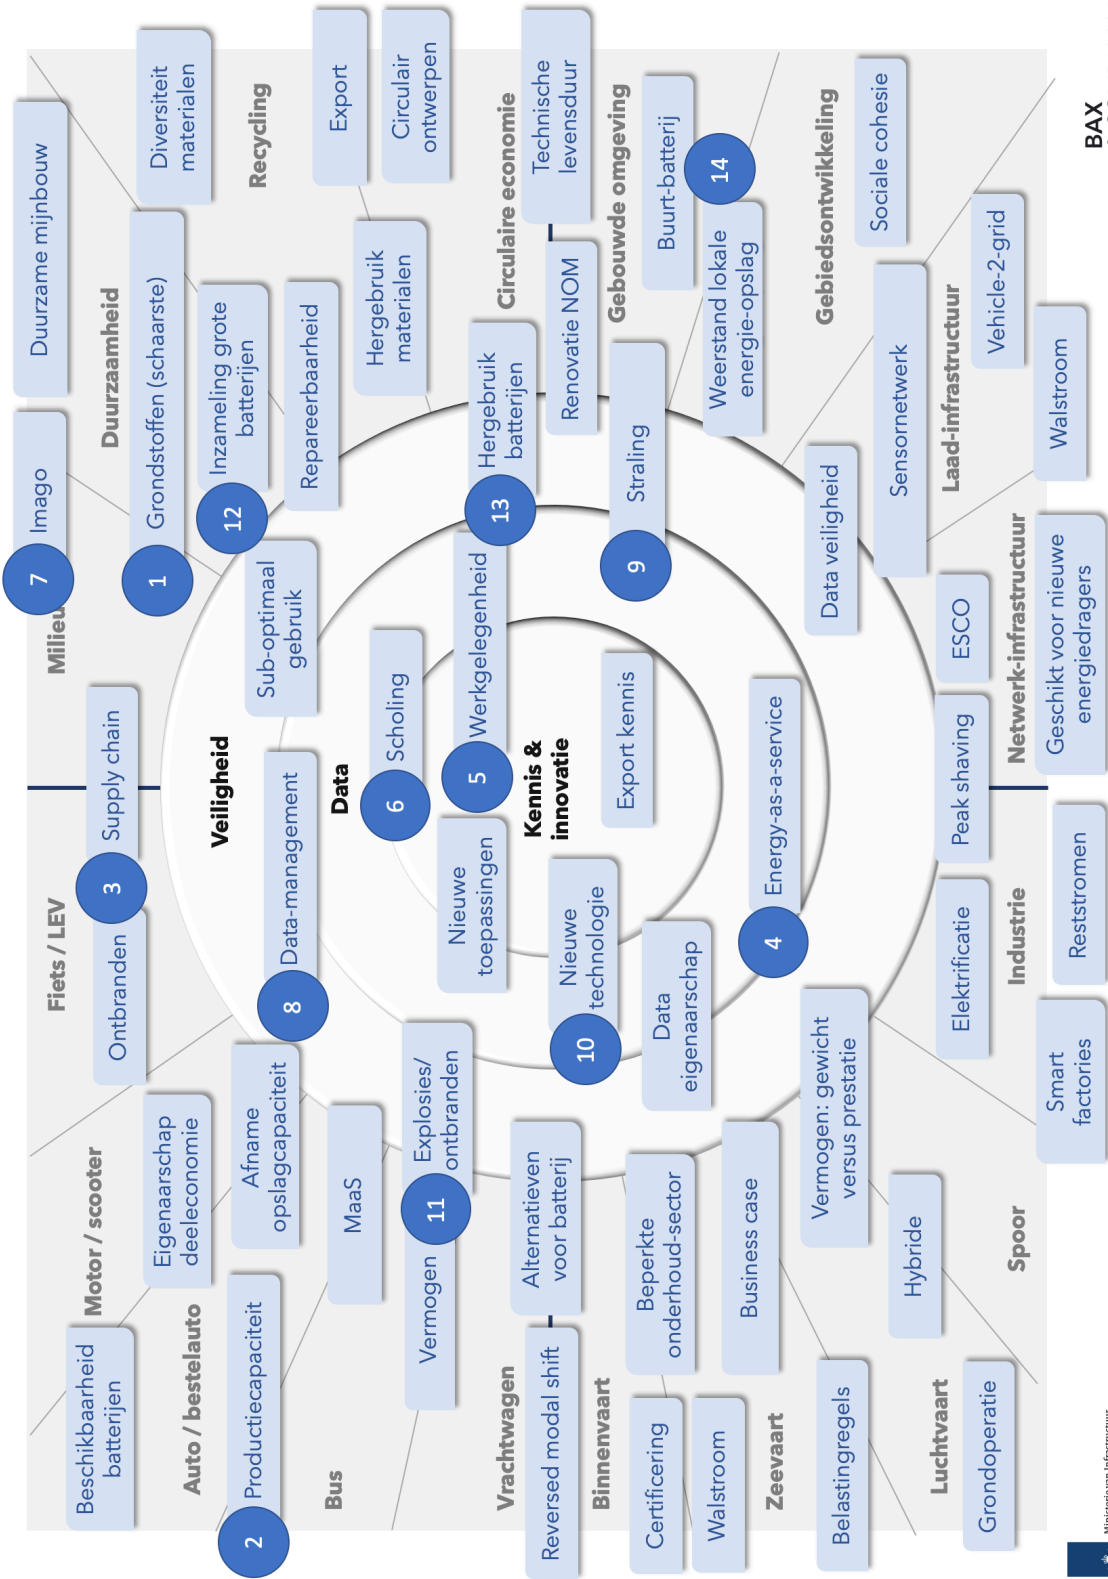 Beschikbaarheid
batterijen
Motor / scooter
Fiets / LEV
Ontbranden
3
Supply chain
Milieu
7
Imago
Duurzame mijnbouw
Eigenaarschap
deeleconomie
1
Grondstoffen (schaarste)
Duurzaamheid
Diversiteit
materialen
Auto / bestelauto
2
Productiecapaciteit
Afname
opslagcapaciteit
8
Data-management
Veiligheid
Sub-optimaal
gebruik
12
Inzameling grote
batterijen
Recycling
Bus
MaaS
Data
Repareerbaarheid
Export
Vermogen
11
Explosies/
ontbranden
6
Scholing
Hergebruik
materialen
Circulair
ontwerpen
Nieuwe
toepassingen
5
Werkgelegenheid
13
Hergebruik
batterijen
Circulaire economie
Vrachtwagen
Reversed modal shift
Alternatieven
voor batterij
Kennis &
innovatie
Renovatie NOM
Technische
levensduur
Binnenvaart
10
Nieuwe
technologie
Export kennis
9
Straling
Gebouwde omgeving
Certificering
Beperkte
onderhoud-sector
Data
eigenaarschap
Buurt-batterij
Walstroom
14
Weerstand lokale
energie-opslag
Zeevaart
Business case
4
Energy-as-a-service
Belastingregels
Vermogen: gewicht
versus prestatie
Data veiligheid
Gebiedsontwikkeling
Sociale cohesie
Sensornetwerk
Luchtvaart
Hybride
Elektrificatie
Peak shaving
ESCO
Laad-infrastructuur
Vehicle-2-grid
Grondoperatie
Spoor
Industrie
Netwerk-infrastructuur
Smart
factories
Reststromen
Geschikt voor nieuwe
energiedragers
Walstroom
BAX